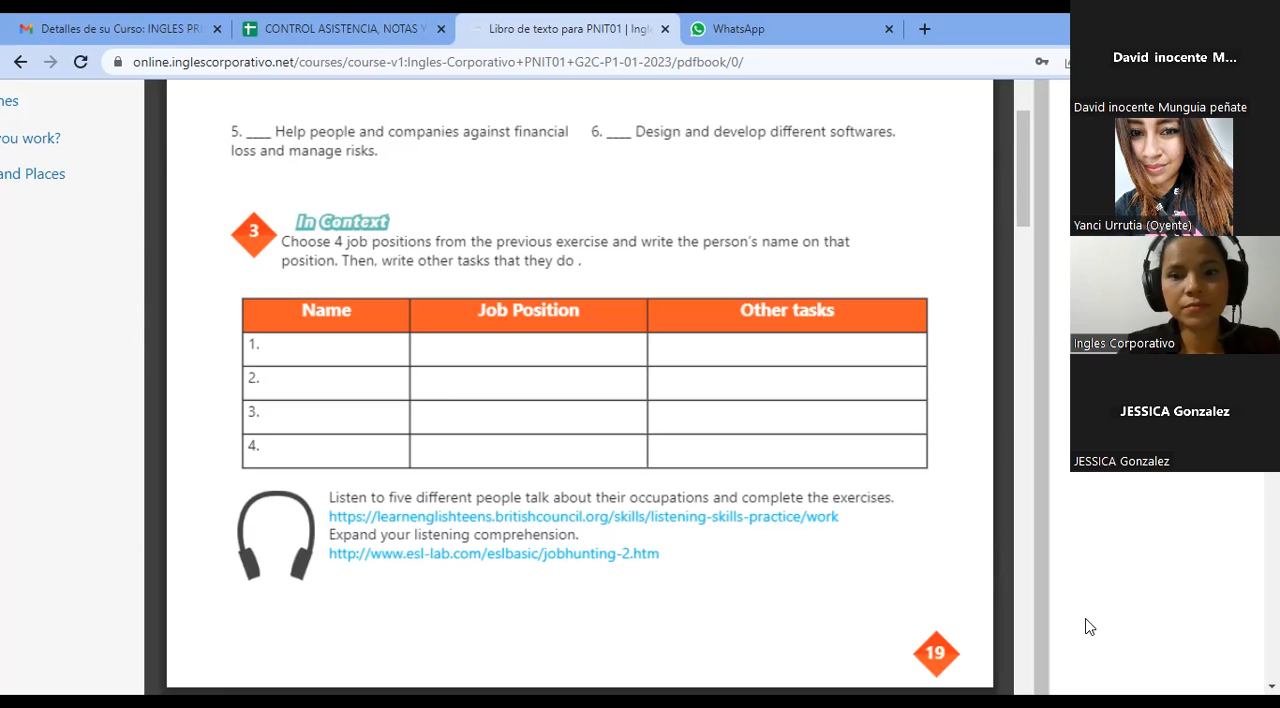 Detalles de su Curso: INGLES PRI
CONTROL ASISTENCIA, NOTAS Y
Libro de texto para PNIT01 | Ingl
WhatsApp
online.inglescorporativo.net/courses/course-v1:Ingles-Corporativo+PNIT01+G2C-P1-01-2023/pdfbook/0/
nes
you work?
and Places
5. ____ Help people and companies against financial
loss and manage risks.
6. ____ Design and develop different softwares.
3
In Context
Choose 4 job positions from the previous exercise and write the person's name on that
position. Then, write other tasks that they do .
Name Job Position Other tasks
1.
2.
3.
4.
Listen to five different people talk about their occupations and complete the exercises.
https://learnenglishteens.britishcouncil.org/skills/listening-skills-practice/work
Expand your listening comprehension.
http://www.esl-lab.com/eslbasic/jobhunting-2.htm
19
David inocente M...
David inocente Munguia peñate
Yanci Urrutia (Oyente)
Ingles Corporativo
JESSICA Gonzalez
JESSICA Gonzalez